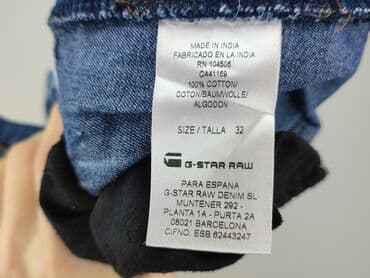 MADE IN INDIA
FABRICADO EN LA INDIA
RN 104506
CA41169
100% COTTON/
COTON/BAUMWOLLE/
ALGODON
SIZE / TALLA 32
G-STAR RAW
PARA ESPANA
G-STAR RAW DENIM SL
MUNTENER 292 -
PLANTA 1A - PURTA 2A
08021 BARCELONA
CIFNO. ESB 62443247